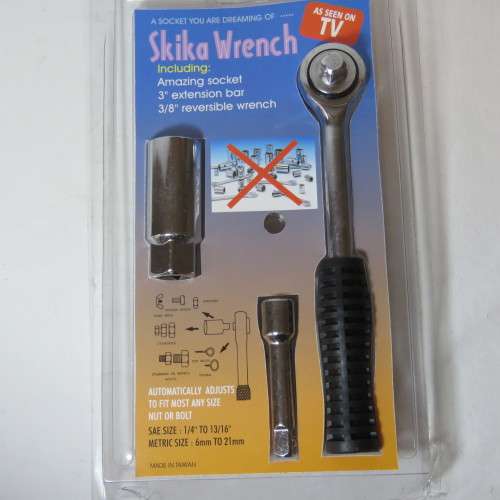 A SOCKET YOU ARE DREAMING OF .....
AS SEEN ON
TV
Skika Wrench
Including:
Amazing socket
3" extension bar
3/8" reversible wrench
AUTOMATICALLY ADJUSTS
TO FIT MOST ANY SIZE
NUT OR BOLT
SAE.SIZE : 1/4" TO 13/16"
METRIC SIZE : 6mm TO 21mm
MADE IN TAIWAN